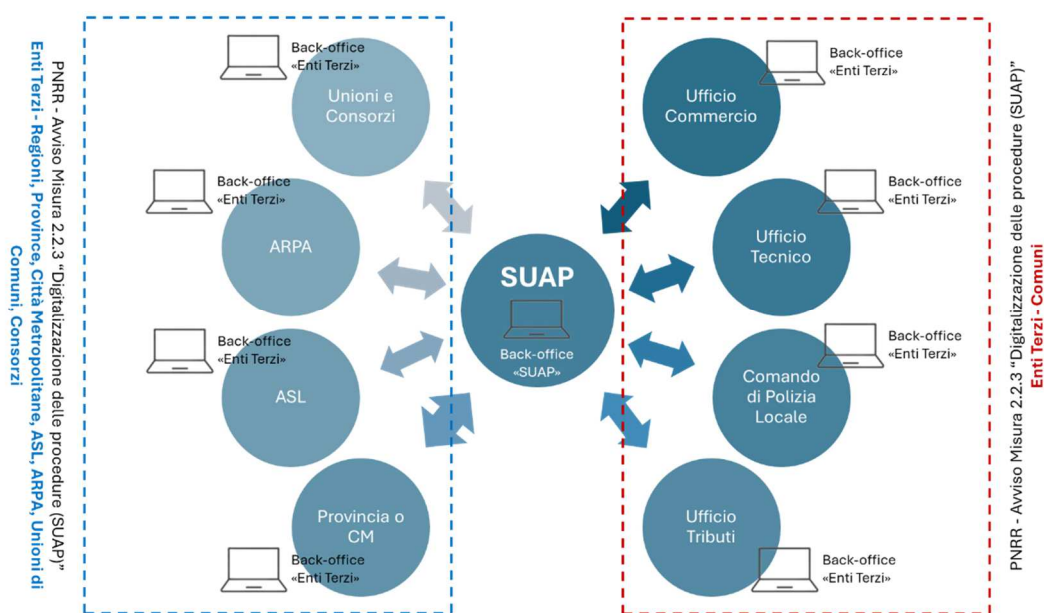 PNRR - Avviso Misura 2.2.3 “Digitalizzazione delle procedure (SUAP)”
Enti Terzi - Regioni, Province, Città Metropolitane, ASL, ARPA, Unioni di
Comuni, Consorzi
Back-office
«Enti Terzi»
Unioni e
Consorzi
Back-office
«Enti Terzi»
ARPA
Back-office
«Enti Terzi»
ASL
Provincia o
CM
Back-office
«Enti Terzi»
SUAP
Back-office
«SUAP»
Back-office
«Enti Terzi»
Ufficio
Commercio
Back-office
«Enti Terzi»
Ufficio
Tecnico
Back-office
«Enti Terzi»
Comando
di Polizia
Locale
Ufficio
Tributi
Back-office
«Enti Terzi»
PNRR - Avviso Misura 2.2.3 “Digitalizzazione delle procedure (SUAP)”
Enti Terzi - Comuni